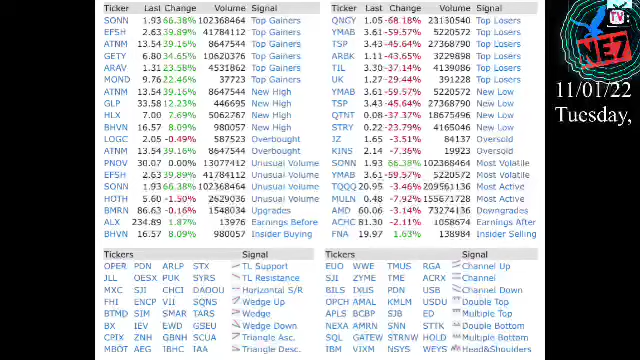 Ticker Last Change Volume Signal
SONN 1.93 66.38% 102368464 Top Gainers
EFSH 2.63 39.89% 41784112 Top Gainers
ATNM 13.54 39.16% 8647544 Top Gainers
GETY 6.80 34.65% 10620376 Top Gainers
ARAV 1.31 23.58% 4531862 Top Gainers
MOND 9.76 22.46% 37723 Top Gainers
ATNM 13.54 39.16% 8647544 New High
GLP 33.58 12.23% 446695 New High
HLX 7.00 7.69% 5062767 New High
BHVN 16.57 8.09% 980057 New High
LOGC 2.05 -0.49% 587523 Overbought
ATNM 13.54 39.16% 8647544 Overbought
PNOV 30.07 0.00% 13077412 Unusual Volume
EFSH 2.63 39.89% 41784112 Unusual Volume
SONN 1.93 66.38% 102368464 Unusual Volume
HOTH 5.60 -1.50% 2629036 Unusual Volume
BMRN 86.63 -0.16% 1548034 Upgrades
ALX 234.89 1.87% 13976 Earnings Before
BHVN 16.57 8.09% 980057 Insider Buying
Ticker Last Change Volume Signal
QNGY 1.05 -68.18% 23130540 Top Losers
YMAB 3.61 -59.57% 5220572 Top Losers
TSP 3.43 -45.64% 27368790 Top Losers
ARBK 1.11 -43.65% 3229898 Top Losers
TIL 3.30 -37.14% 4139086 Top Losers
UK 1.27 -29.44% 391228 Top Losers
YMAB 3.61 -59.57% 5220572 New Low
TSP 3.43 -45.64% 27368790 New Low
QTNT 0.08 -37.37% 18675496 New Low
STRY 0.22 -23.79% 4165046 New Low
JZ 1.65 -3.51% 84137 Oversold
KINS 2.14 -7.36% 19923 Oversold
SONN 1.93 66.38% 102368464 Most Volatile
YMAB 3.61 -59.57% 5220572 Most Volatile
TQQQ 20.95 -3.46% 209561136 Most Active
MULN 0.48 -7.92% 155671728 Most Active
AMD 60.06 -3.14% 73274136 Downgrades
ACHC 81.30 -2.11% 1068574 Earnings After
FNA 19.97 1.63% 138984 Insider Selling
Tickers Signal
OPER PDN ARLP STX TL Support
JLL OESX PUK SYRS TL Resistance
MXC SJI CHCI DAOOU Horizontal S/R
FHI ENCP VII SQNS Wedge Up
BTMD SIM SMAR TARS Wedge
BX IEV EWD GSEU Wedge Down
CPIX ZNH GBNH SCUA Triangle Asc.
MBOT AEG IBHC IAA Triangle Desc.
Tickers Signal
EUO WWE TMUS RGA Channel Up
SJI ZYME TME ACRX Channel
BILS IXUS PDN USB Channel Down
OPCH AMAL KMLM USDU Double Top
APLS BCBP SJB ED Multiple Top
NEXA AMRN SNN STTK Double Bottom
SQL GATEW STRNW HOLD Multiple Bottom
IBM VIXM NSYS WEYS Head&Shoulders
TV
NEZ
11/01/22
Tuesday,